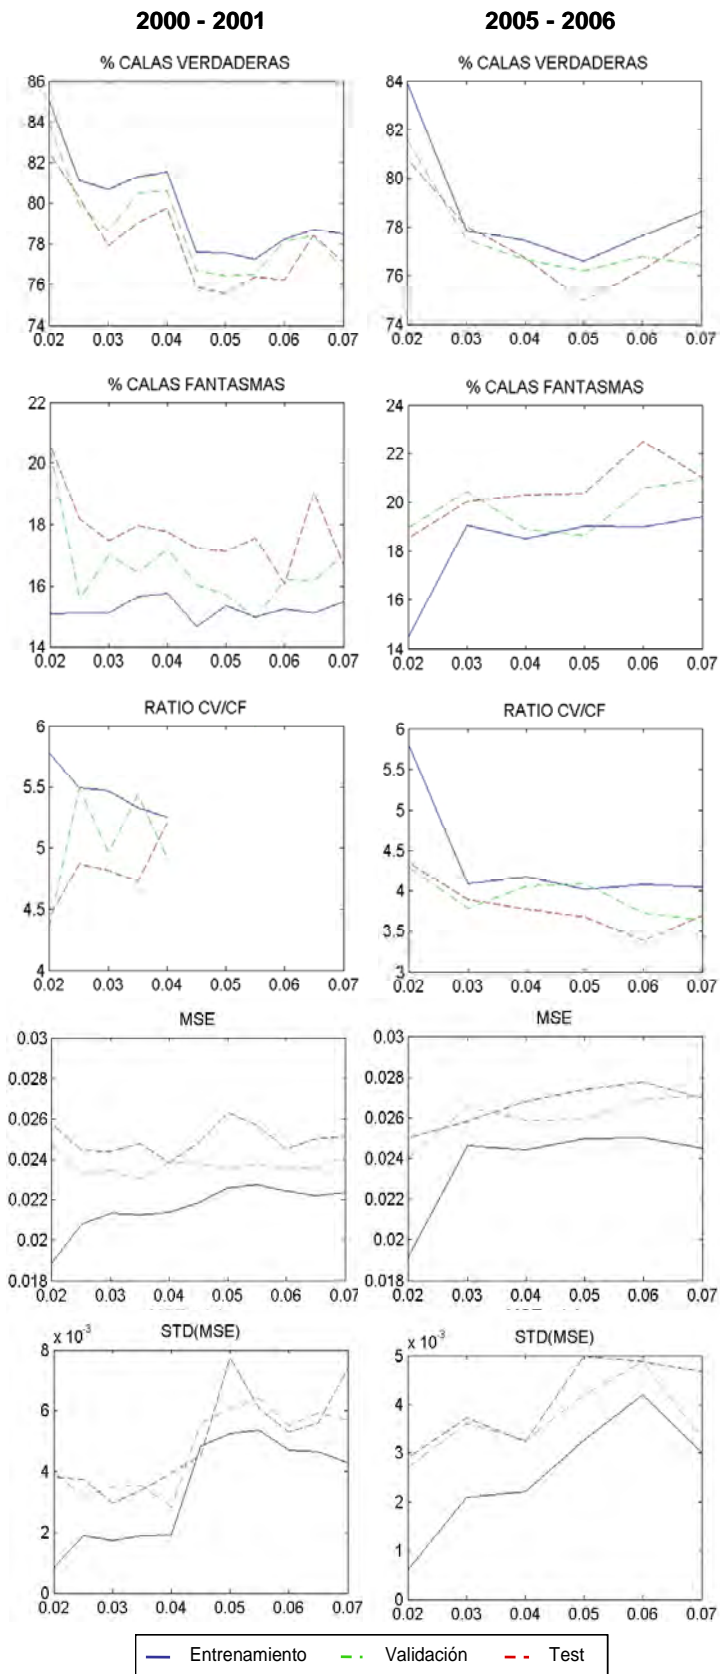 2000 - 2001
2005 - 2006
% CALAS VERDADERAS
86
84
82
80
78
76
74
0.02 0.03 0.04 0.05 0.06 0.07
% CALAS VERDADERAS
84
82
80
78
76
74
0.02 0.03 0.04 0.05 0.06 0.07
% CALAS FANTASMAS
22
20
18
16
14
0.02 0.03 0.04 0.05 0.06 0.07
% CALAS FANTASMAS
24
22
20
18
16
14
0.02 0.03 0.04 0.05 0.06 0.07
RATIO CV/CF
6
5.5
5
4.5
4
0.02 0.03 0.04 0.05 0.06 0.07
RATIO CV/CF
6
5.5
5
4.5
4
3.5
3
0.02 0.03 0.04 0.05 0.06 0.07
MSE
0.03
0.028
0.026
0.024
0.022
0.02
0.018
0.02 0.03 0.04 0.05 0.06 0.07
MSE
0.03
0.028
0.026
0.024
0.022
0.02
0.018
0.02 0.03 0.04 0.05 0.06 0.07
x 10⁻³
STD(MSE)
8
6
4
2
0
0.02 0.03 0.04 0.05 0.06 0.07
x 10⁻³
STD(MSE)
5
4
3
2
1
0
0.02 0.03 0.04 0.05 0.06 0.07
Entrenamiento Validación Test